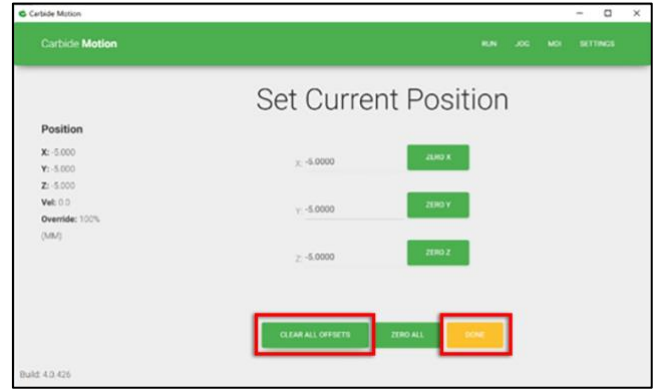 Carbide Motion
Carbide Motion
RUN JOG MDI SETTINGS
Set Current Position
Position
X: -5.000
Y: -5.000
Z: -5.000
Vel: 0.0
Override: 100%
(MM)
X: -5.0000 ZERO X
Y: -5.0000 ZERO Y
Z: -5.0000 ZERO Z
CLEAR ALL OFFSETS ZERO ALL DONE
Build: 4.0.426